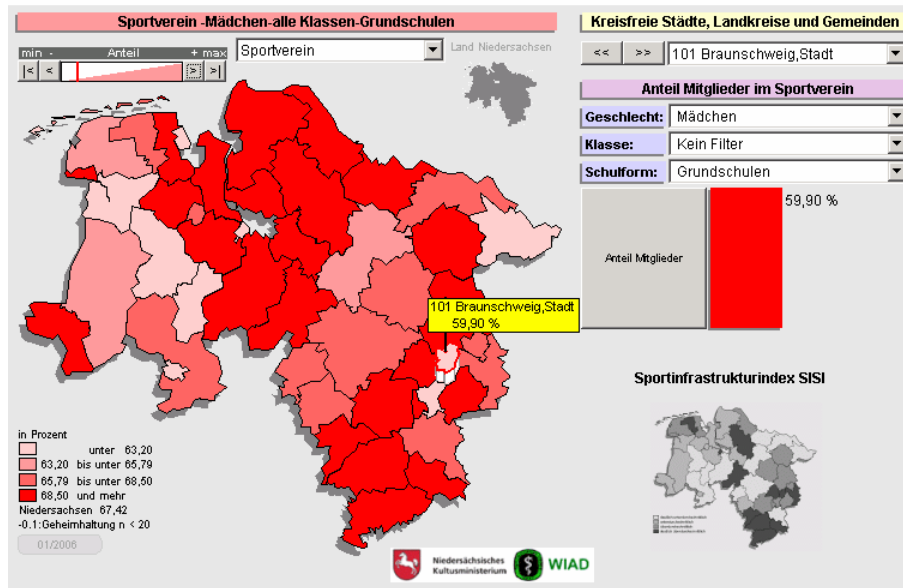 Sportverein -Mädchen-alle Klassen-Grundschulen
min - Anteil + max
|< < > >|
Sportverein
Land Niedersachsen
Kreisfreie Städte, Landkreise und Gemeinden
<< >> 101 Braunschweig,Stadt
Anteil Mitglieder im Sportverein
Geschlecht: Mädchen
Klasse: Kein Filter
Schulform: Grundschulen
59,90 %
Anteil Mitglieder
101 Braunschweig,Stadt
59,90 %
Sportinfrastrukturindex SISI
in Prozent
unter 63,20
63,20 bis unter 65,79
65,79 bis unter 68,50
68,50 und mehr
Niedersachsen 67,42
-0.1:Geheimhaltung n < 20
01/2006
Niedersächsisches
Kultusministerium
WIAD